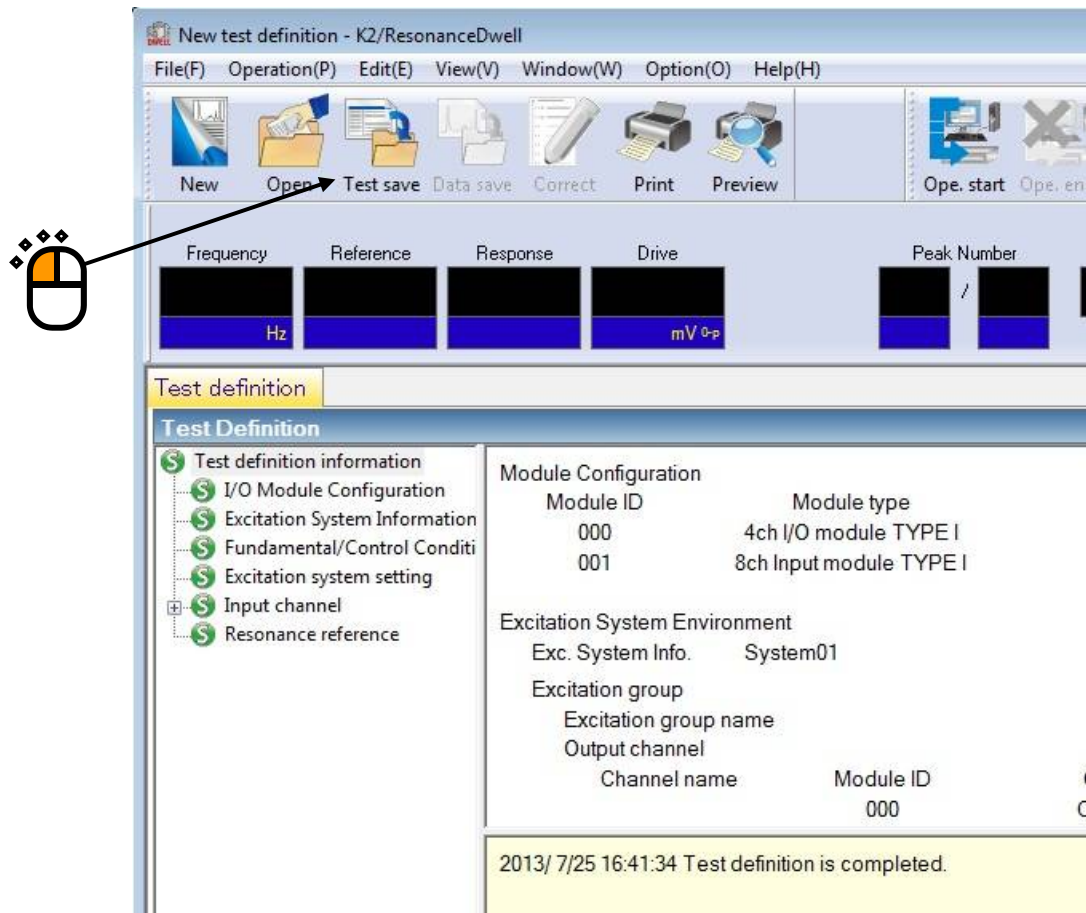 New test definition - K2/ResonanceDwell
File(F) Operation(P) Edit(E) View(V) Window(W) Option(O) Help(H)
New Open Test save Data save Correct Print Preview Ope. start Ope. en
Frequency Reference Response Drive Peak Number
/
Hz mV 0-p
Test definition
Test Definition
Test definition information
I/O Module Configuration
Excitation System Information
Fundamental/Control Conditi
Excitation system setting
Input channel
Resonance reference
Module Configuration
Module ID Module type
000 4ch I/O module TYPE I
001 8ch Input module TYPE I
Excitation System Environment
Exc. System Info. System01
Excitation group
Excitation group name
Output channel
Channel name Module ID
000
2013/ 7/25 16:41:34 Test definition is completed.